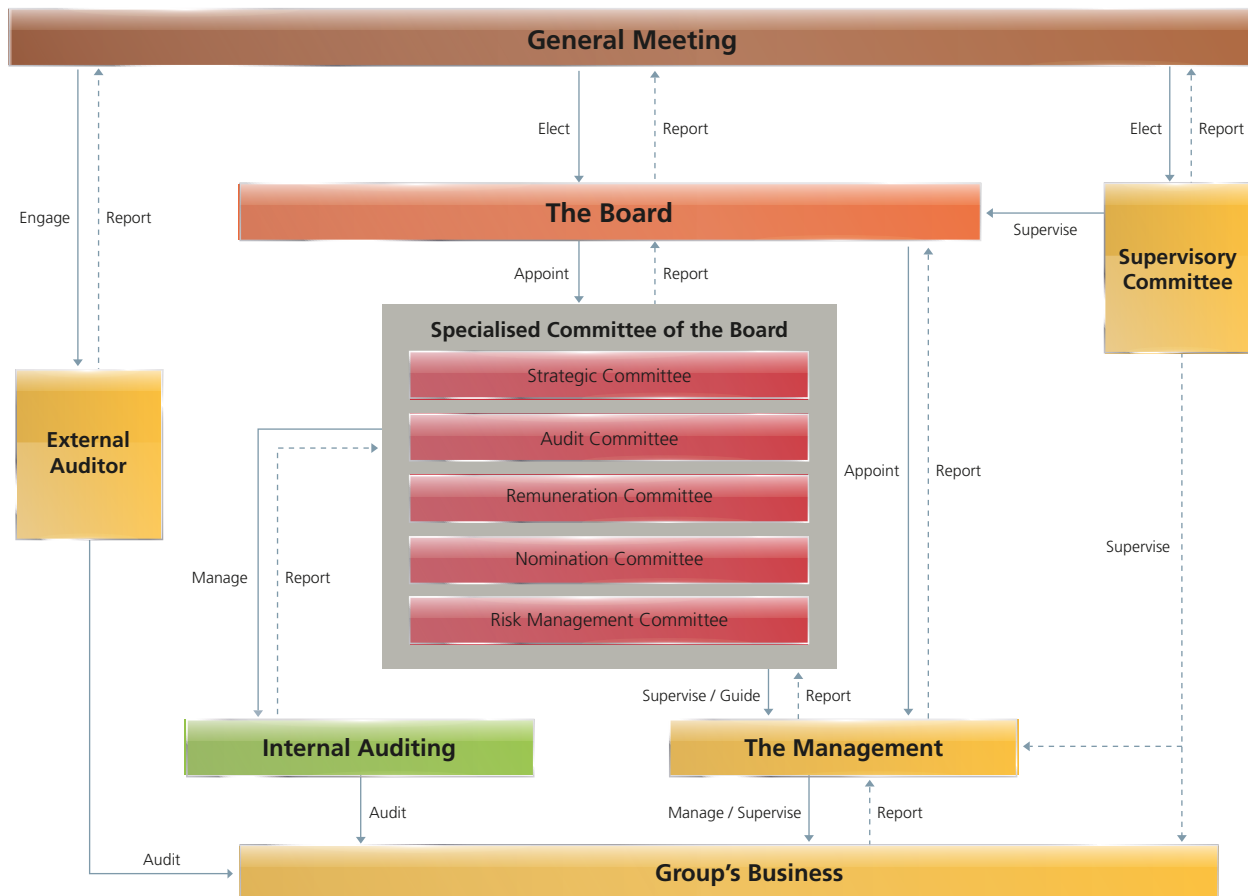 General Meeting
Elect
Report
Elect
Report
Engage
Report
The Board
Supervise
Supervisory
Committee
Appoint
Report
Specialised Committee of the Board
Strategic Committee
External
Auditor
Audit Committee
Appoint
Report
Remuneration Committee
Supervise
Nomination Committee
Manage
Report
Risk Management Committee
Supervise / Guide
Report
Internal Auditing
The Management
Audit
Manage / Supervise
Report
Audit
Group's Business